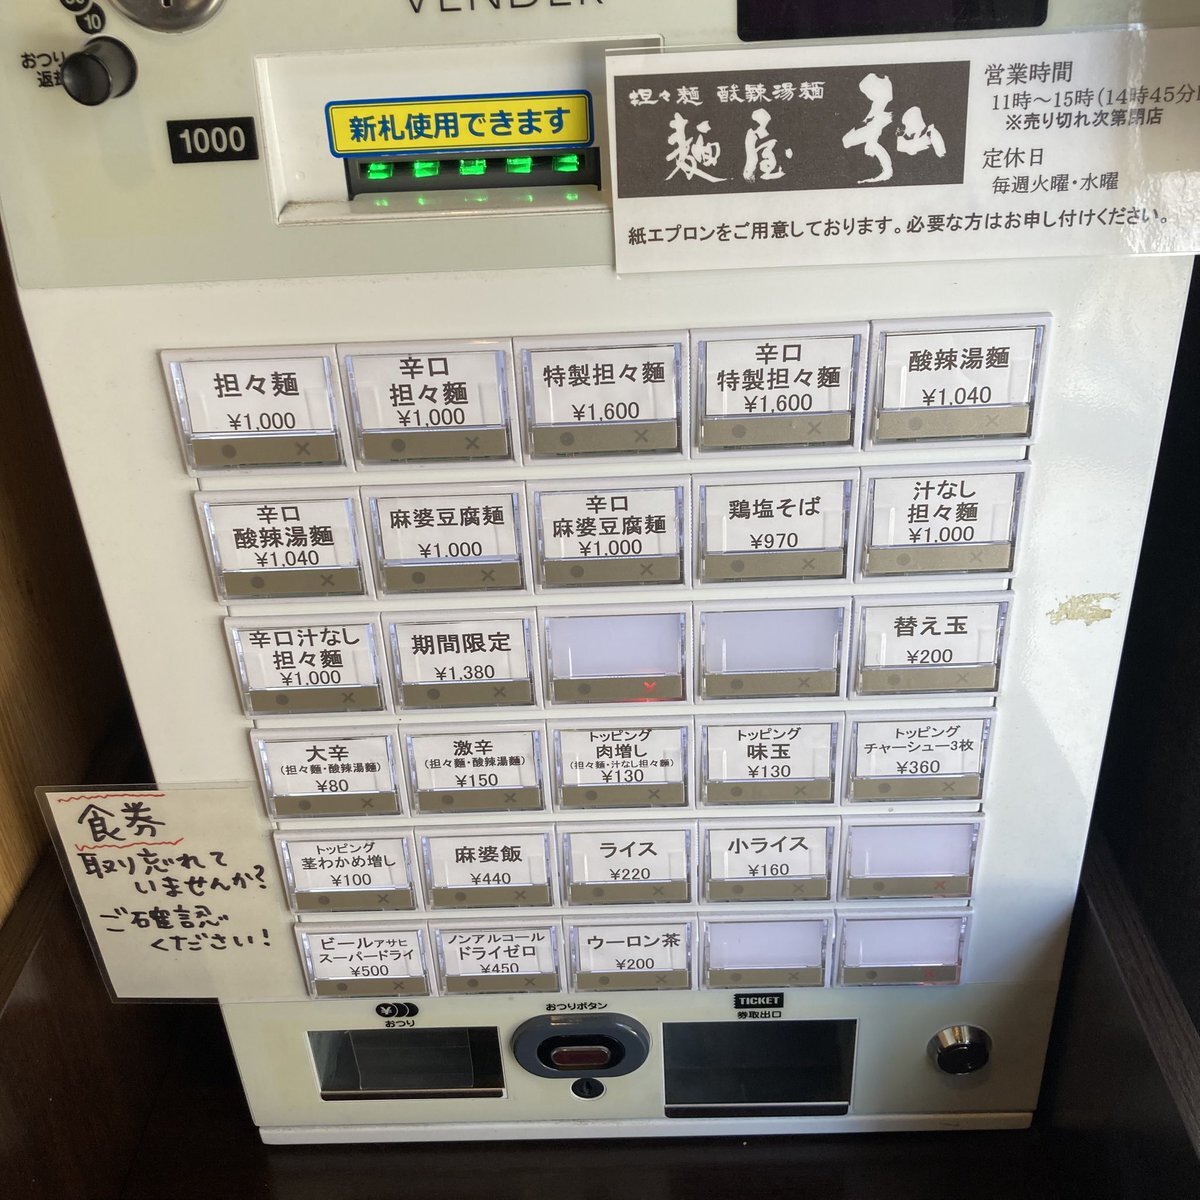 VENDER
10
おつり
返却
1000
新札使用できます
担々麺 酸辣湯麺
麺屋 弘
営業時間
11時～15時(14時45分
※売り切れ次第閉店
定休日
毎週火曜・水曜
紙エプロンをご用意しております。必要な方はお申し付けください。
担々麺
¥1,000
辛口
担々麺
¥1,000
特製担々麺
¥1,600
辛口
特製担々麺
¥1,600
酸辣湯麺
¥1,040
辛口
酸辣湯麺
¥1,040
麻婆豆腐麺
¥1,000
辛口
麻婆豆腐麺
¥1,000
鶏塩そば
¥970
汁なし
担々麺
¥1,000
辛口汁なし
担々麺
¥1,000
期間限定
¥1,380
替え玉
¥200
大辛
(担々麺・酸辣湯麺)
¥80
激辛
(担々麺・酸辣湯麺)
¥150
トッピング
肉増し
(担々麺・汁なし担々麺)
¥130
トッピング
味玉
¥130
トッピング
チャーシュー3枚
¥360
トッピング
茎わかめ増し
¥100
麻婆飯
¥440
ライス
¥220
小ライス
¥160
ビールアサヒ
スーパードライ
¥500
ノンアルコール
ドライゼロ
¥450
ウーロン茶
¥200
食券
取り忘れて
いませんか?
ご確認
ください!
¥
おつり
おつりボタン
TICKET
券取出口